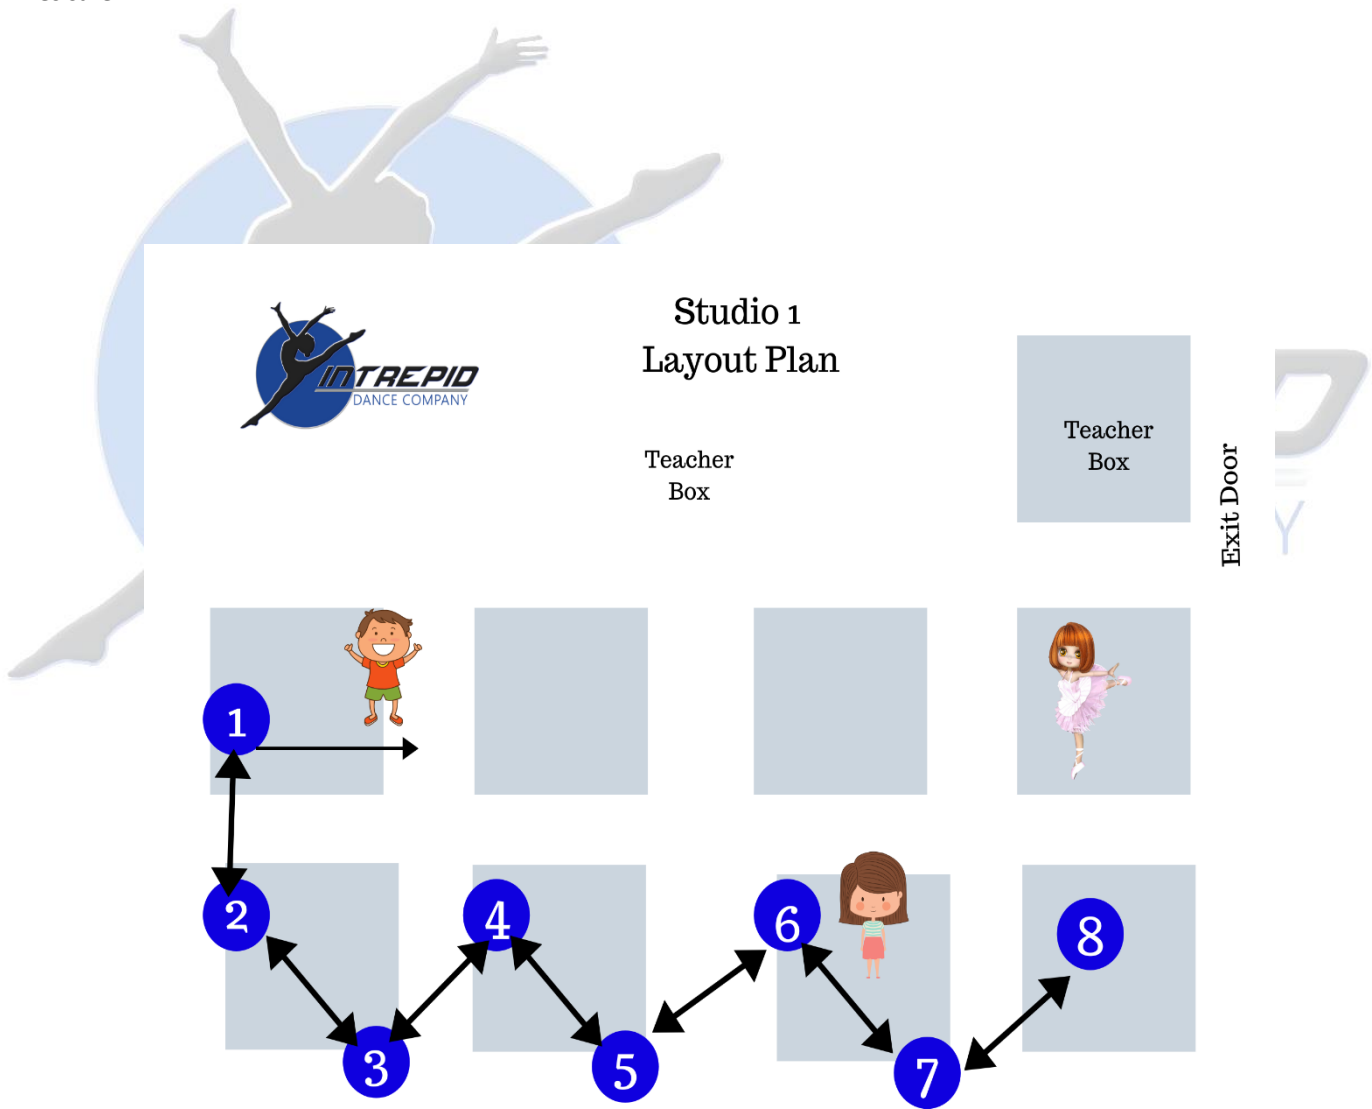 Studio 1
Layout Plan
INTREPID
DANCE COMPANY
Teacher
Box
Teacher
Box
Exit Door
1
2
4
6
8
3
5
7